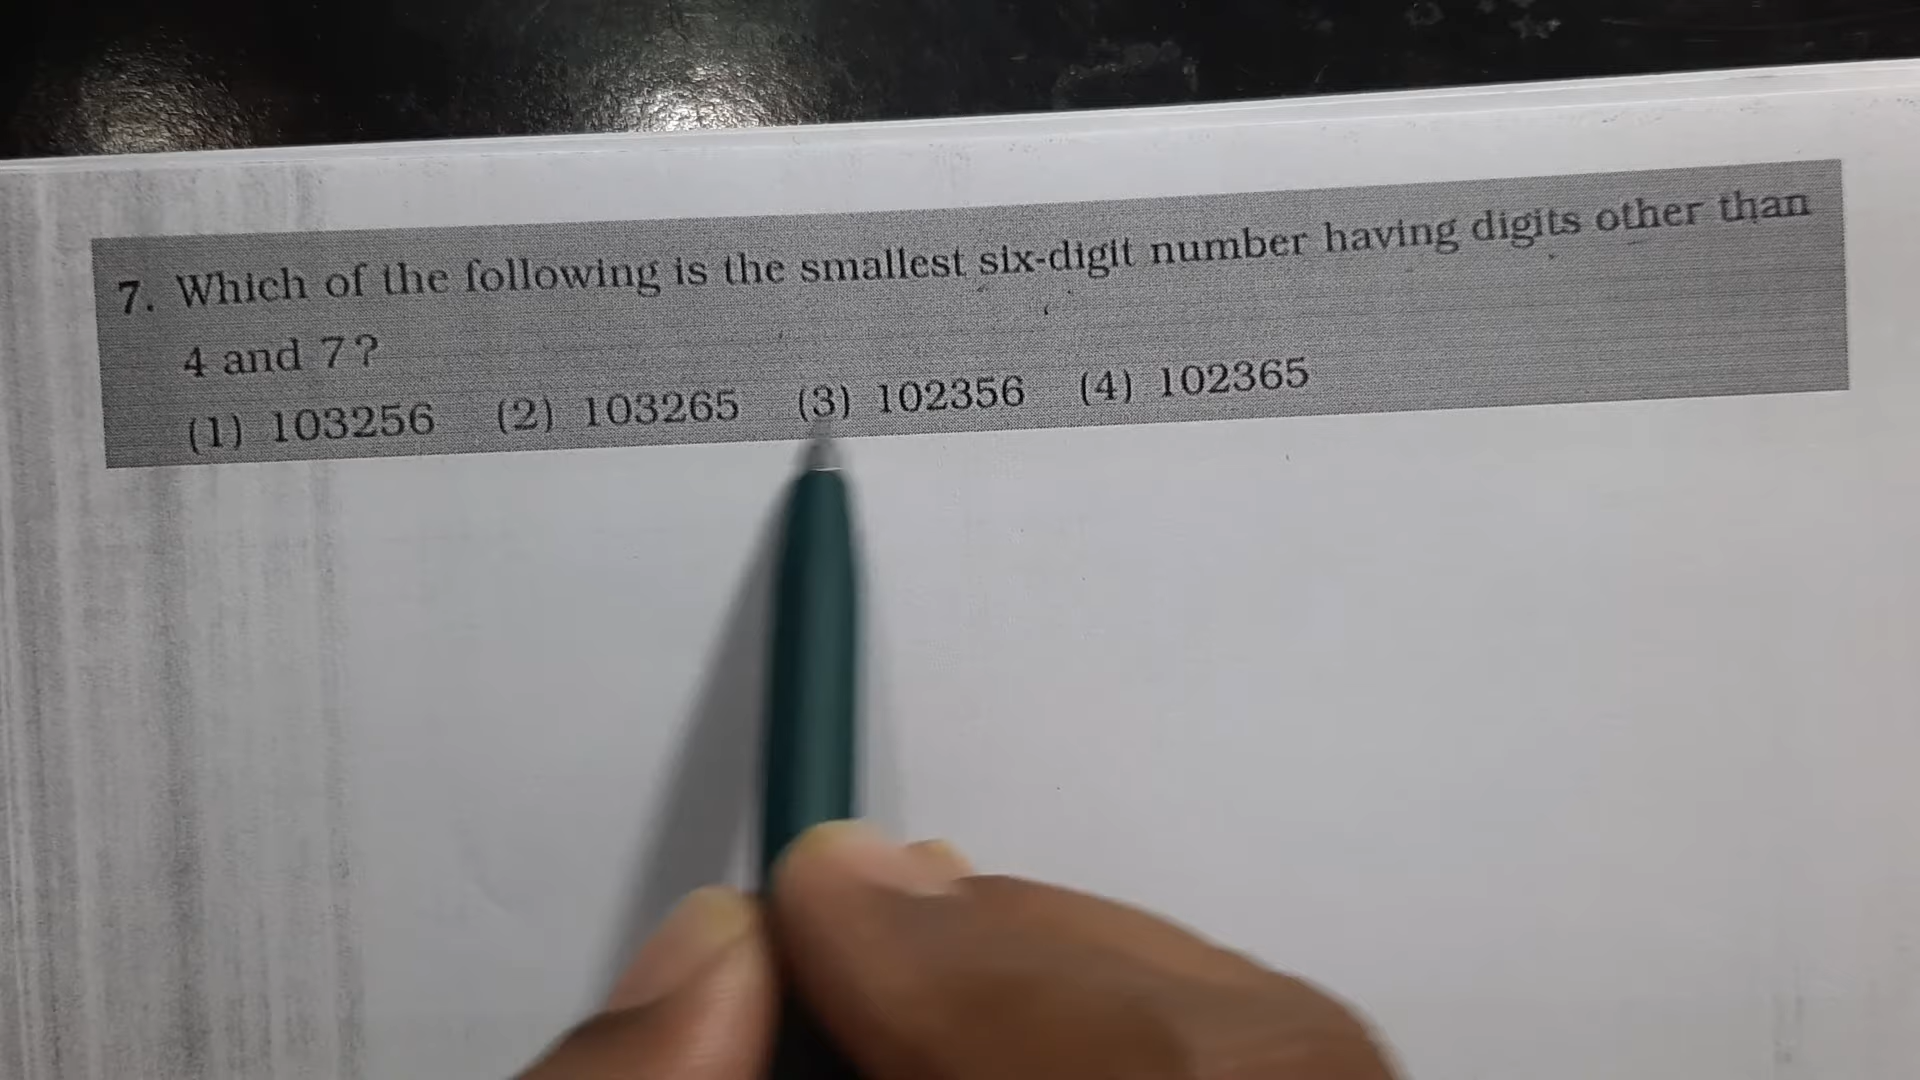 7. Which of the following is the smallest six-digit number having digits other than
4 and 7?
(1) 103256 (2) 103265 (3) 102356 (4) 102365